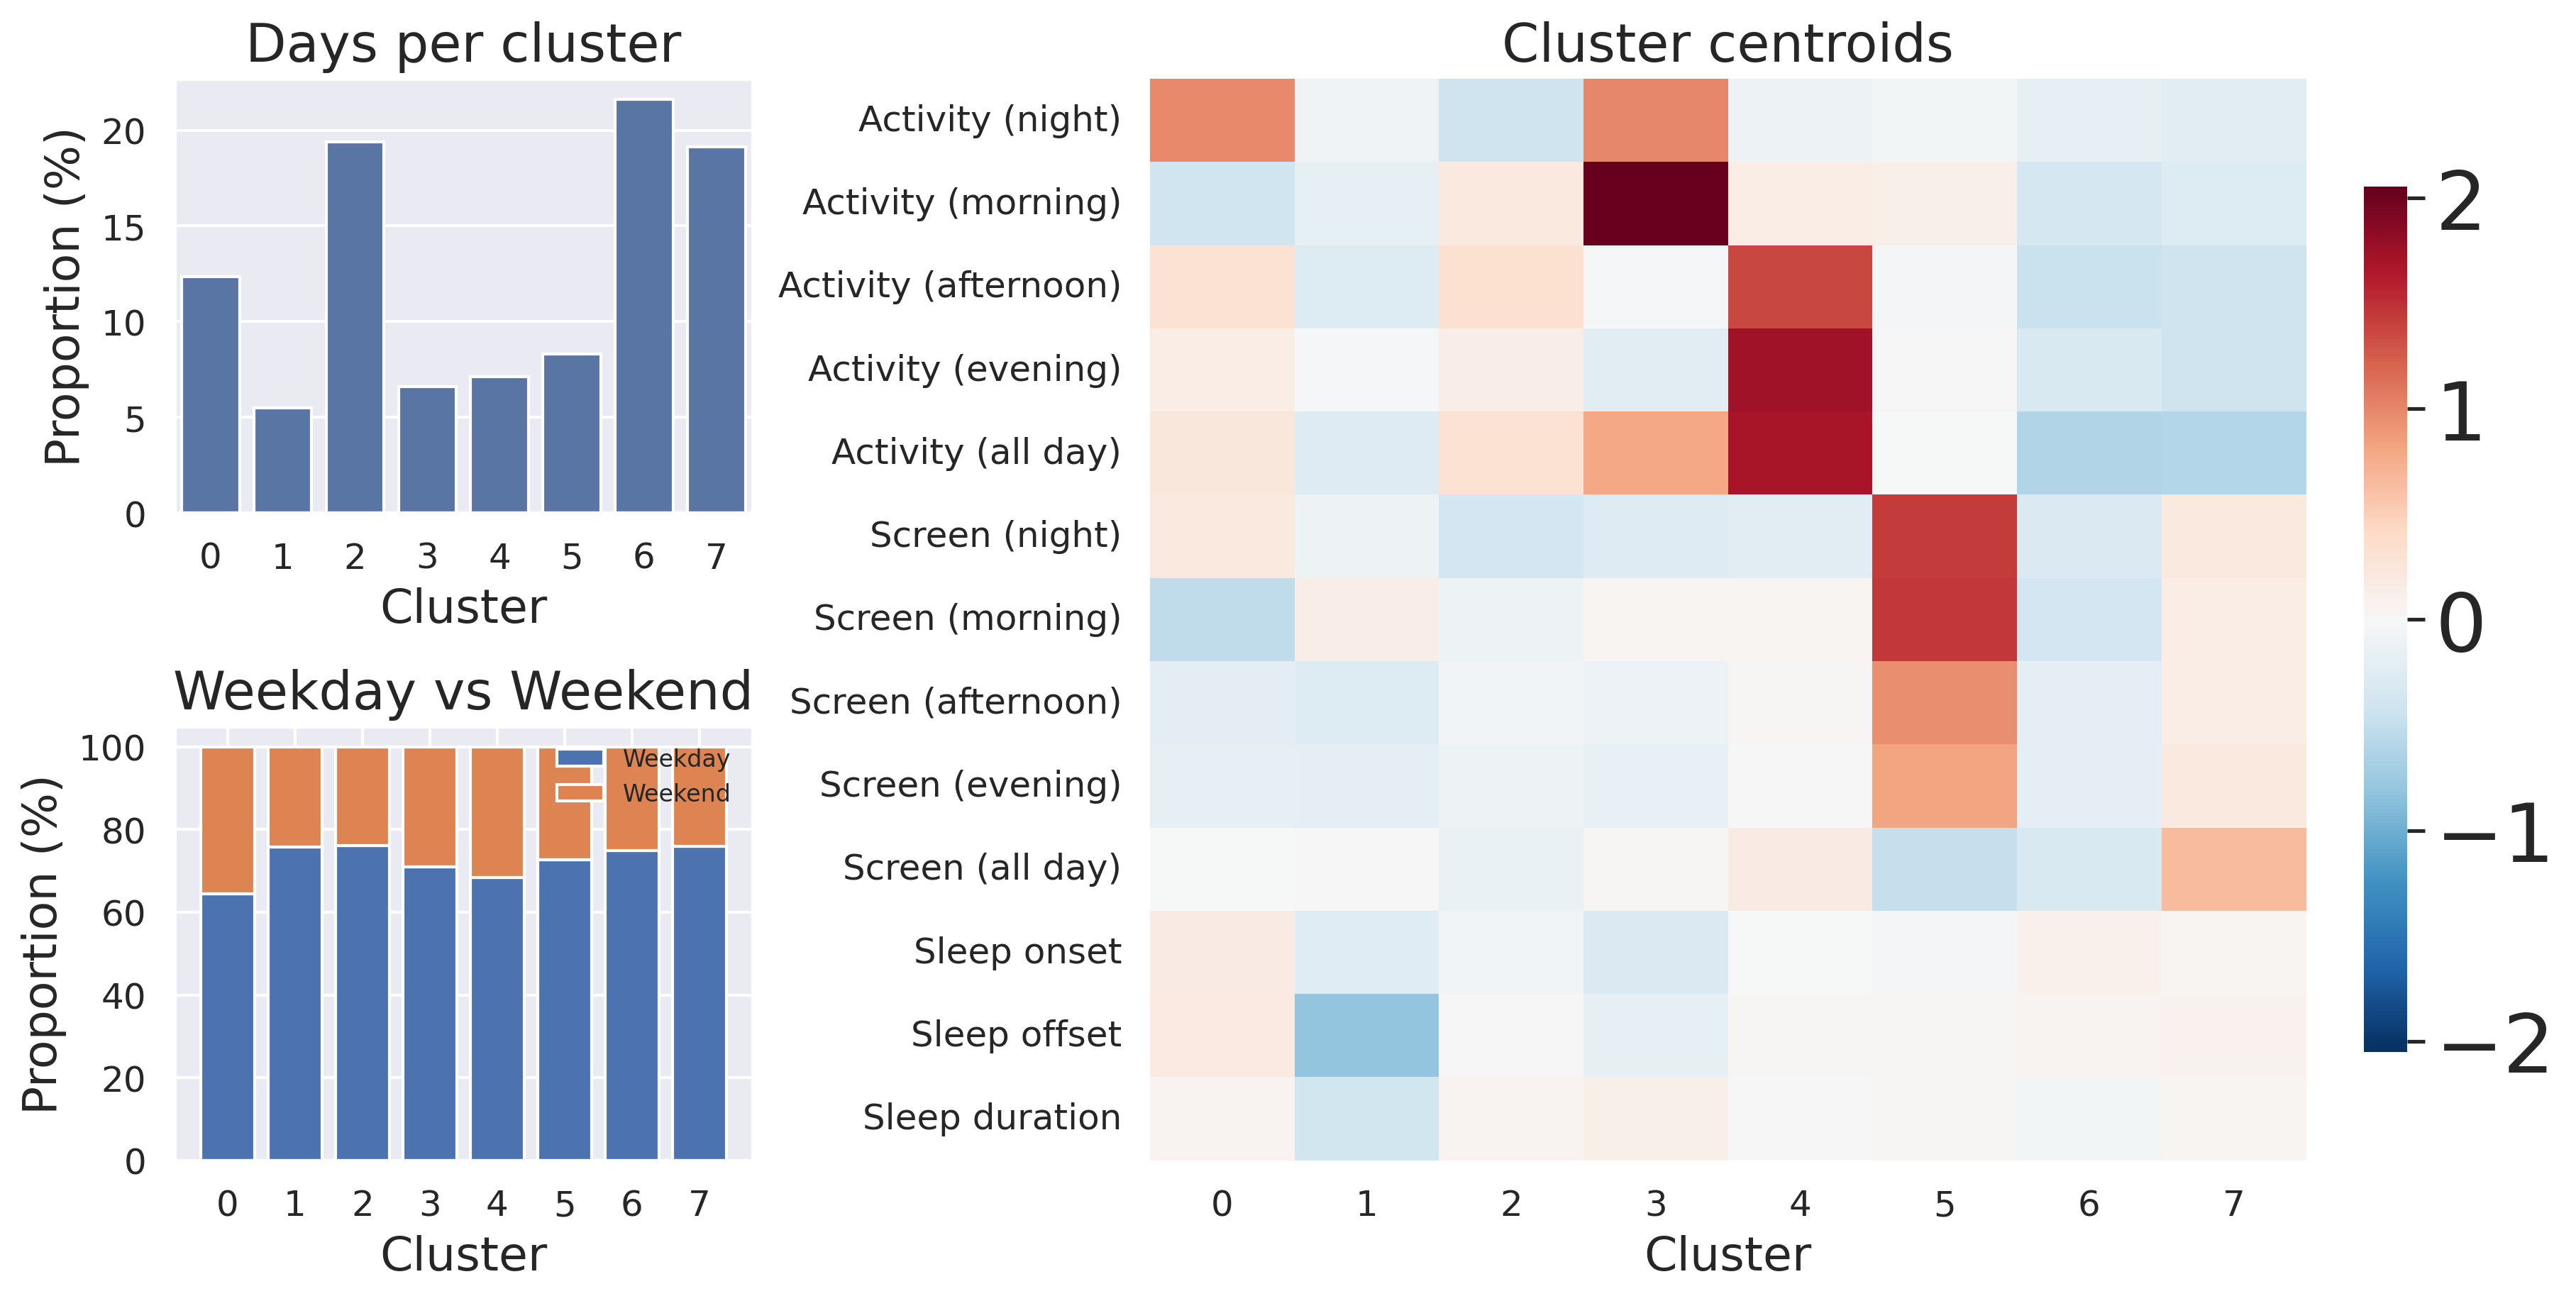 Days per cluster
Proportion (%)
20
15
10
5
0
0 1 2 3 4 5 6 7
Cluster
Weekday vs Weekend
Proportion (%)
100
80
60
40
20
0
Weekday
Weekend
0 1 2 3 4 5 6 7
Cluster
Cluster centroids
Activity (night)
Activity (morning)
Activity (afternoon)
Activity (evening)
Activity (all day)
Screen (night)
Screen (morning)
Screen (afternoon)
Screen (evening)
Screen (all day)
Sleep onset
Sleep offset
Sleep duration
0 1 2 3 4 5 6 7
Cluster
2
1
0
−1
−2